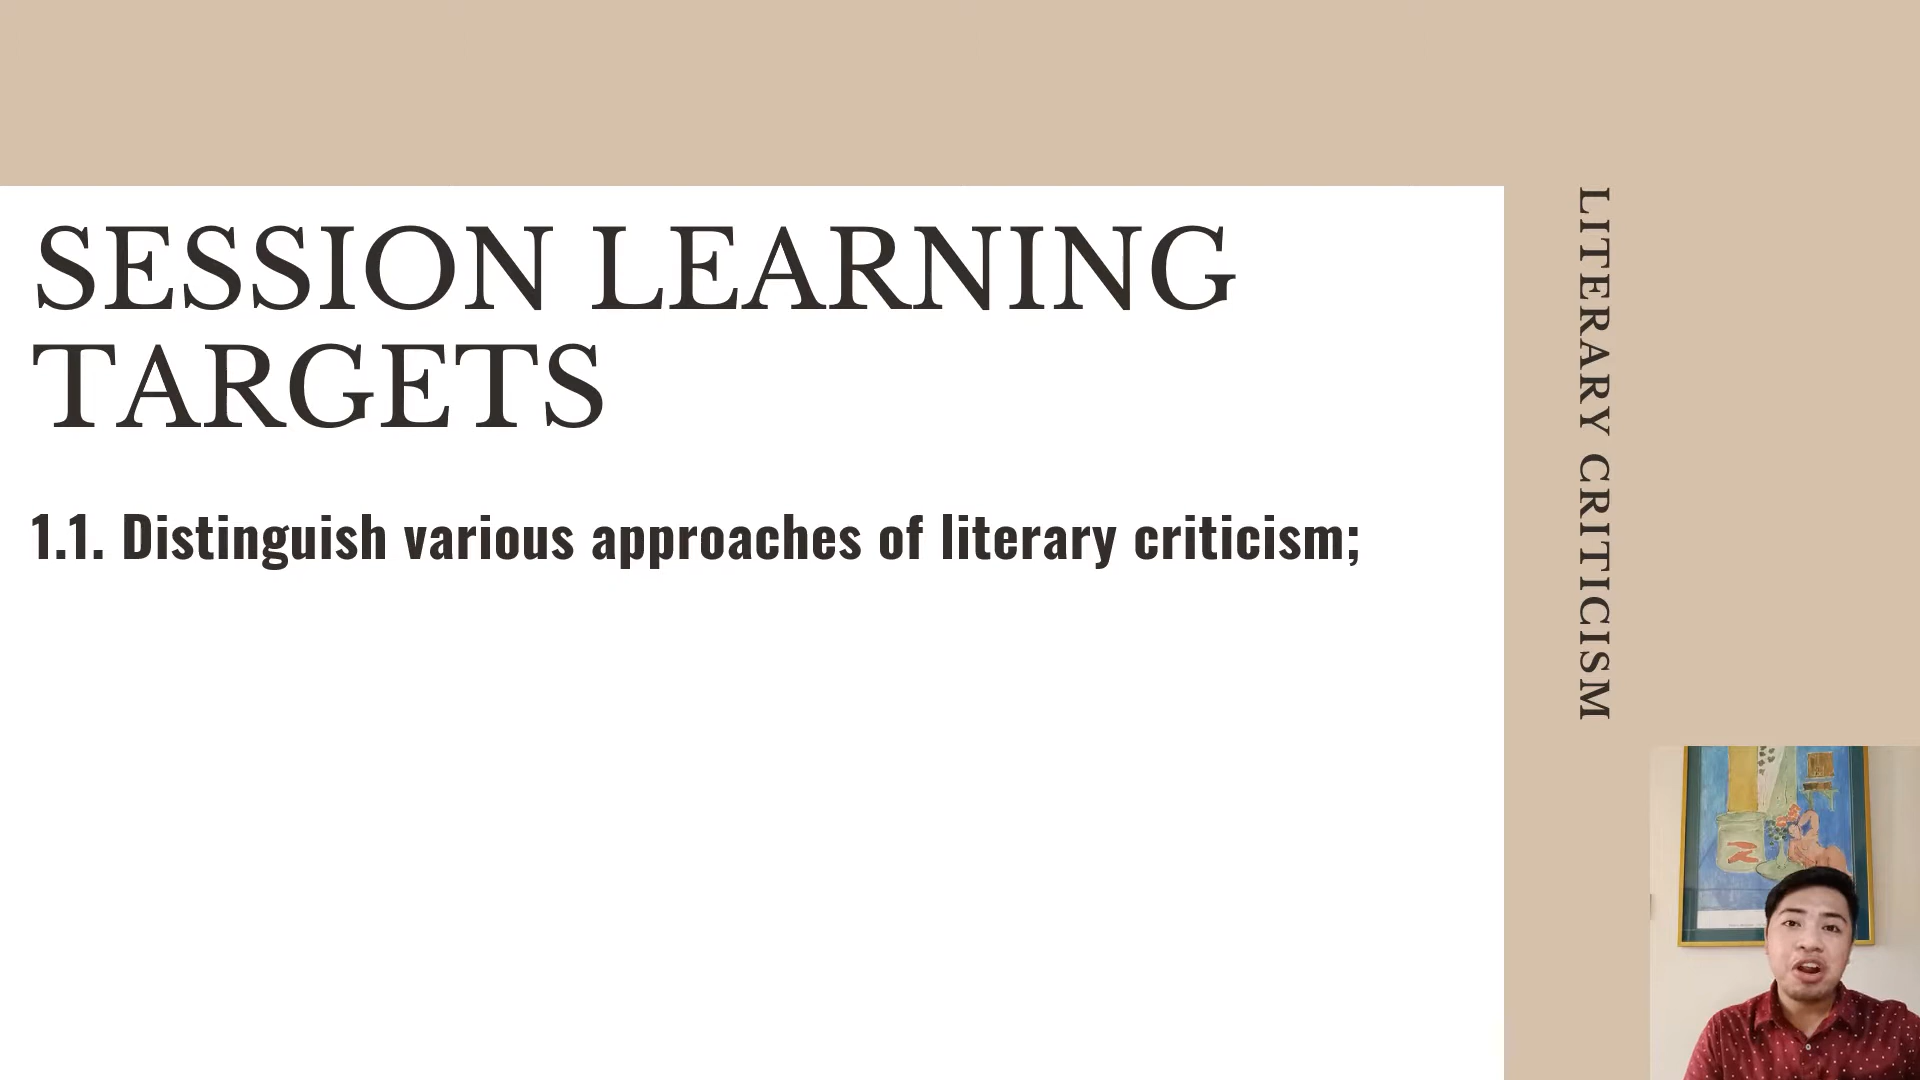 SESSION LEARNING
TARGETS
1.1. Distinguish various approaches of literary criticism;
LITERARY CRITICISM